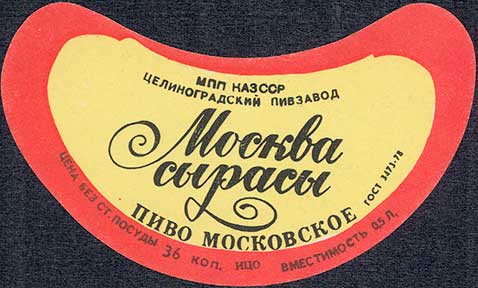 МПП КАЗССР
ЦЕЛИНОГРАДСКИЙ ПИВЗАВОД
Москва
сырасы
ПИВО МОСКОВСКОЕ
ГОСТ 3473-78
ЦЕНА БЕЗ СТ. ПОСУДЫ 36 КОП. ИЦО ВМЕСТИМОСТЬ 0,5 Л.